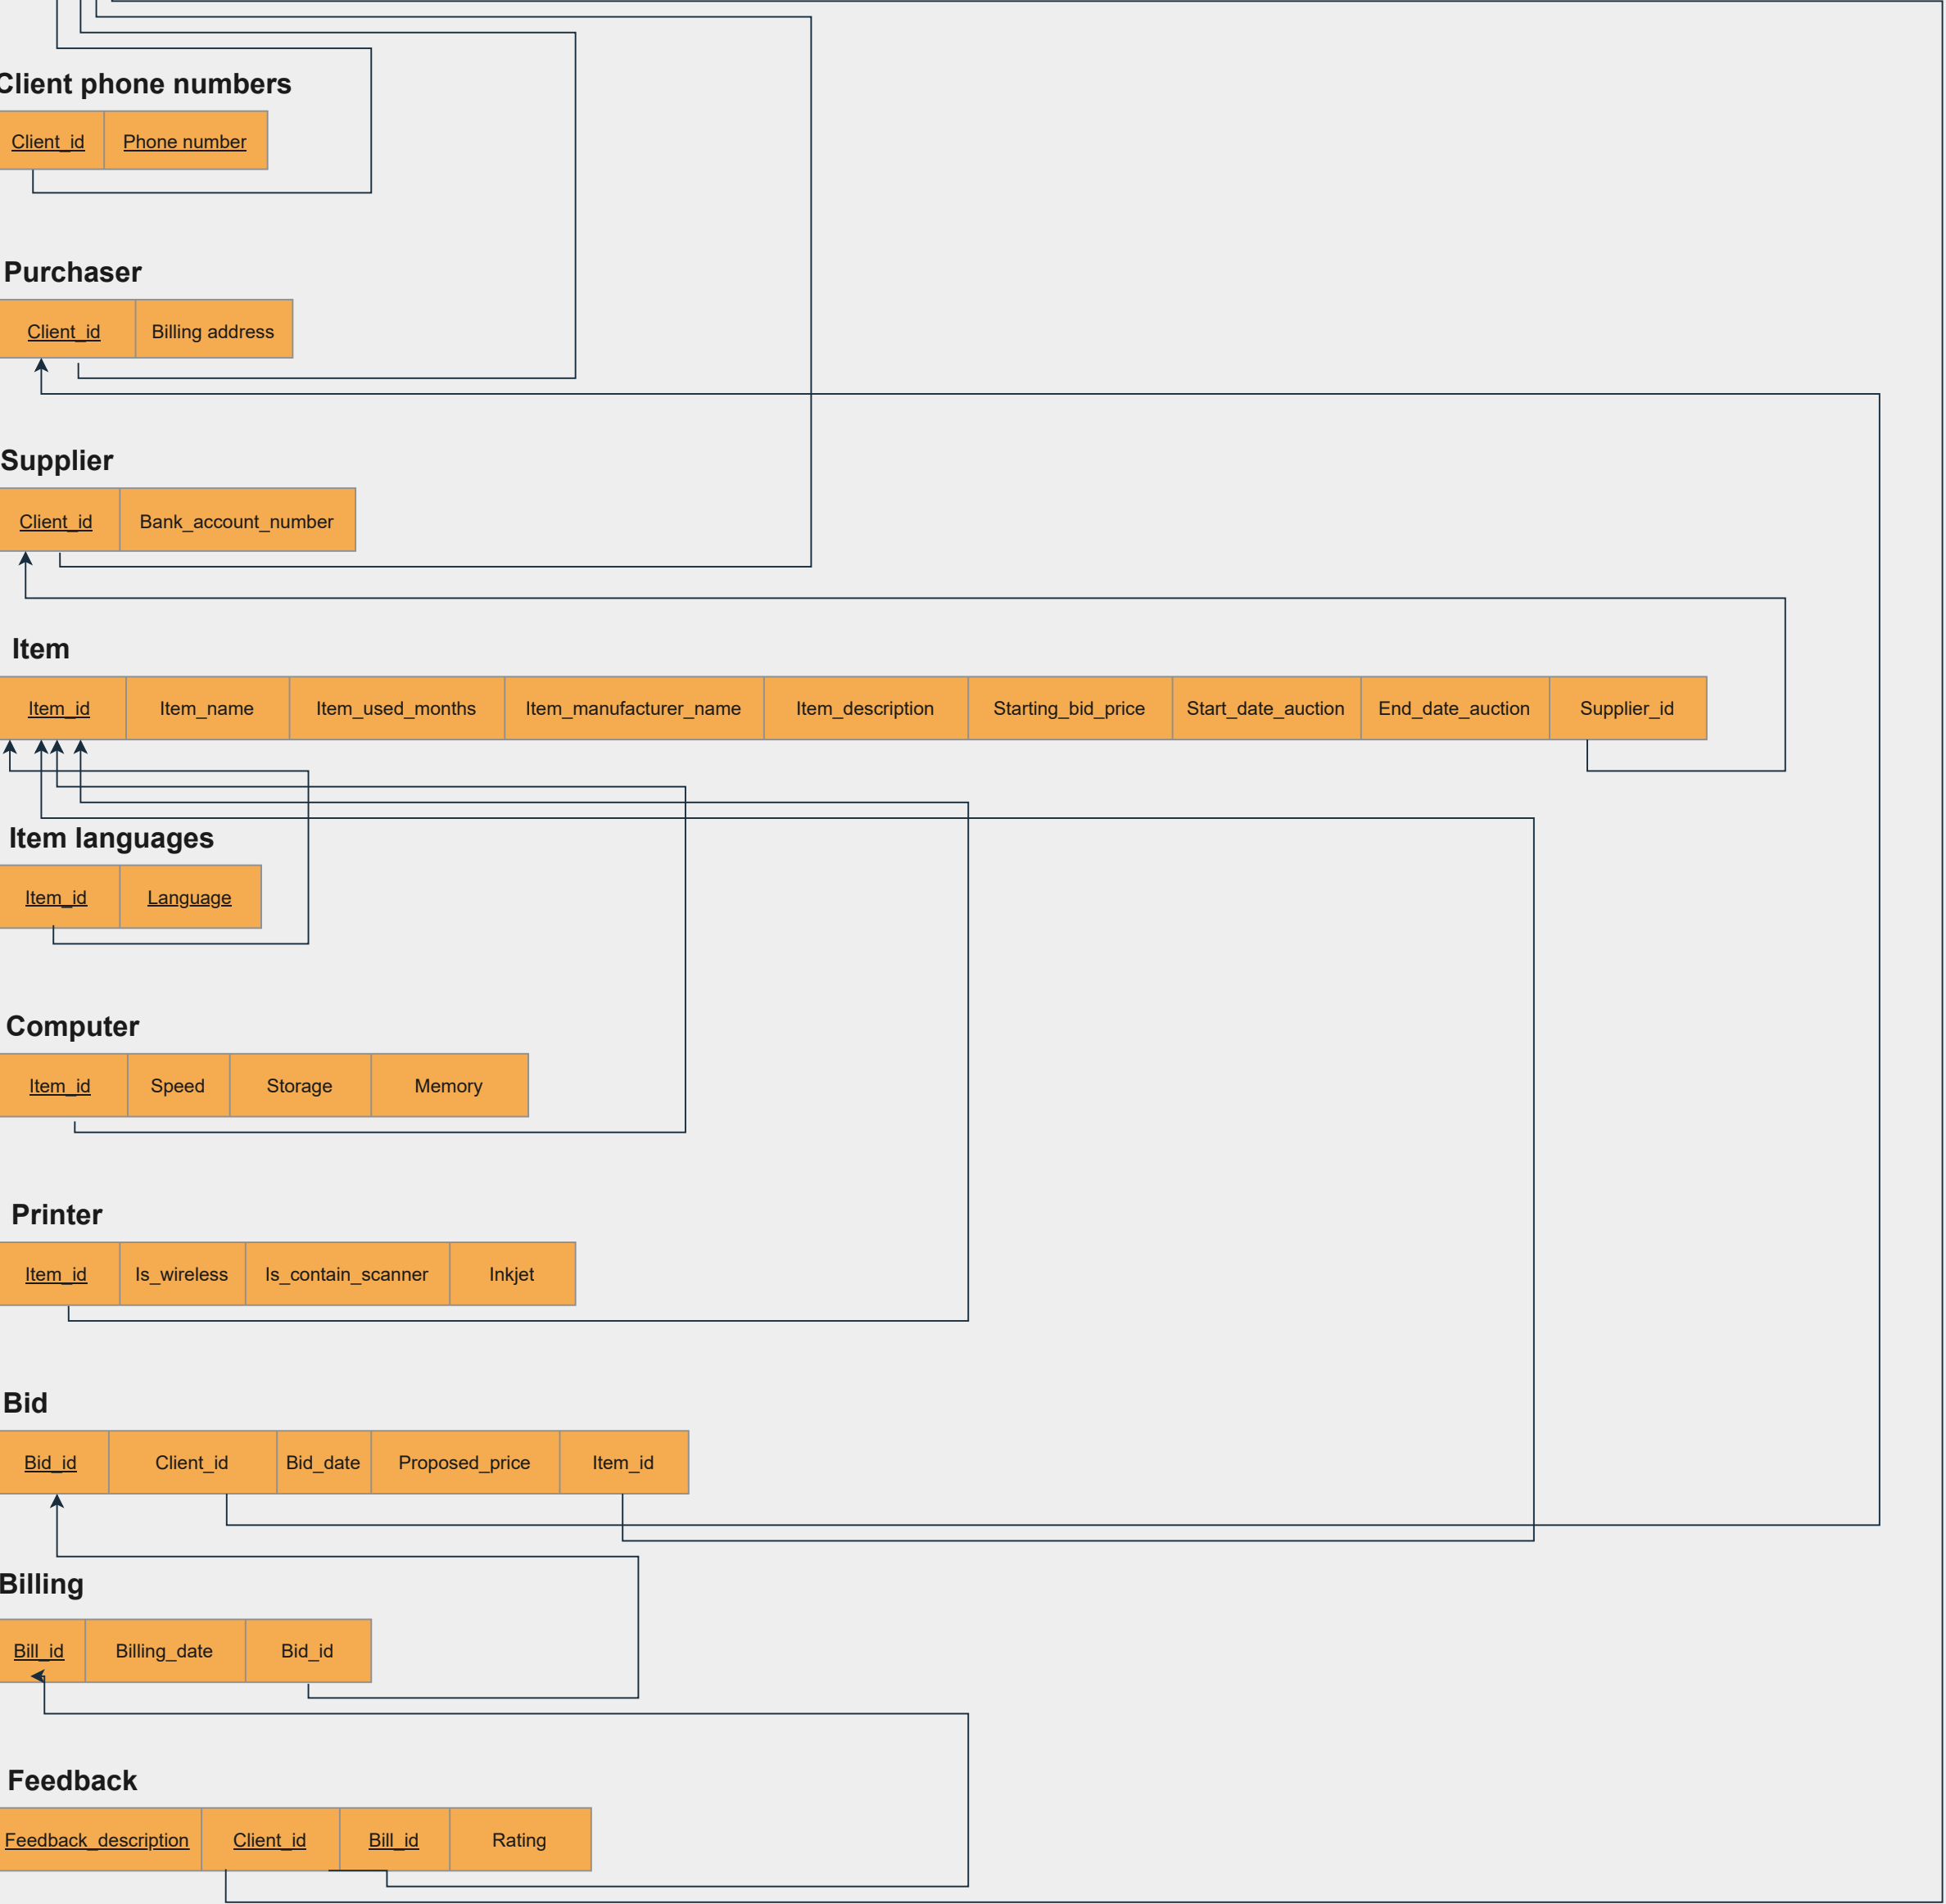 Client phone numbers
Client_id Phone number
Purchaser
Client_id Billing address
Supplier
Client_id Bank_account_number
Item
Item_id Item_name Item_used_months Item_manufacturer_name Item_description Starting_bid_price Start_date_auction End_date_auction Supplier_id
Item languages
Item_id Language
Computer
Item_id Speed Storage Memory
Printer
Item_id Is_wireless Is_contain_scanner Inkjet
Bid
Bid_id Client_id Bid_date Proposed_price Item_id
Billing
Bill_id Billing_date Bid_id
Feedback
Feedback_description Client_id Bill_id Rating